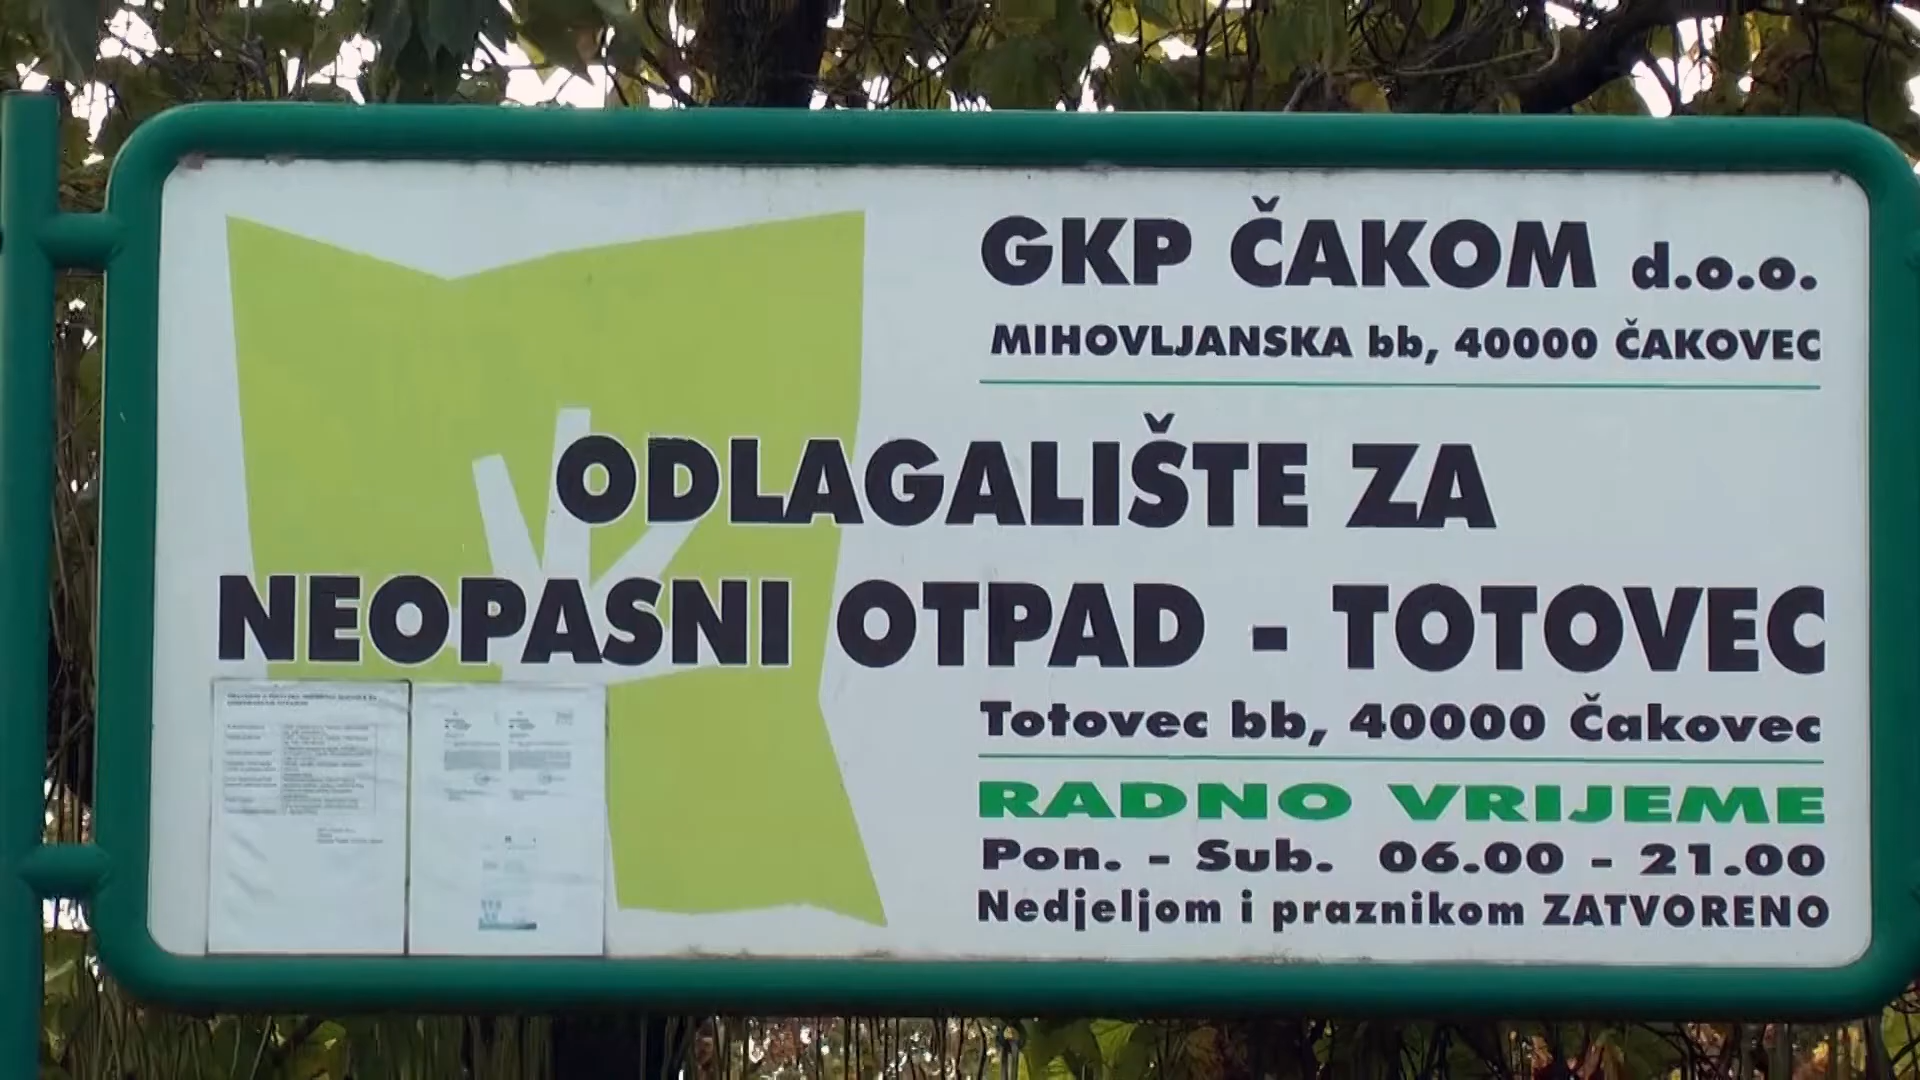 GKP ČAKOM d.o.o.
MIHOVLJANSKA bb, 40000 ČAKOVEC
ODLAGALIŠTE ZA
NEOPASNI OTPAD - TOTOVEC
Totovec bb, 40000 Čakovec
RADNO VRIJEME
Pon. - Sub. 06.00 - 21.00
Nedjeljom i praznikom ZATVORENO